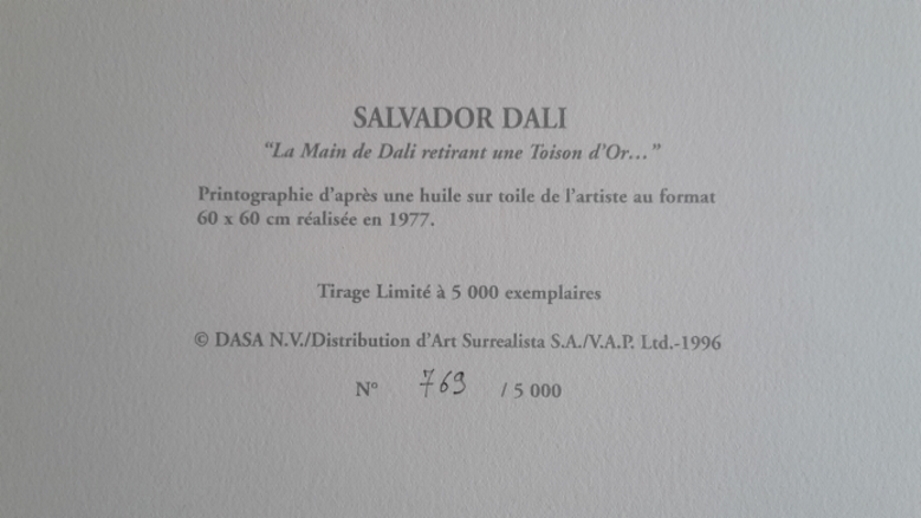 SALVADOR DALI
“La Main de Dali retirant une Toison d’Or…”
Printographie d’après une huile sur toile de l’artiste au format
60 x 60 cm réalisée en 1977.
Tirage Limité à 5 000 exemplaires
© DASA N.V./Distribution d’Art Surrealista S.A./V.A.P. Ltd.-1996
N° 769 / 5 000